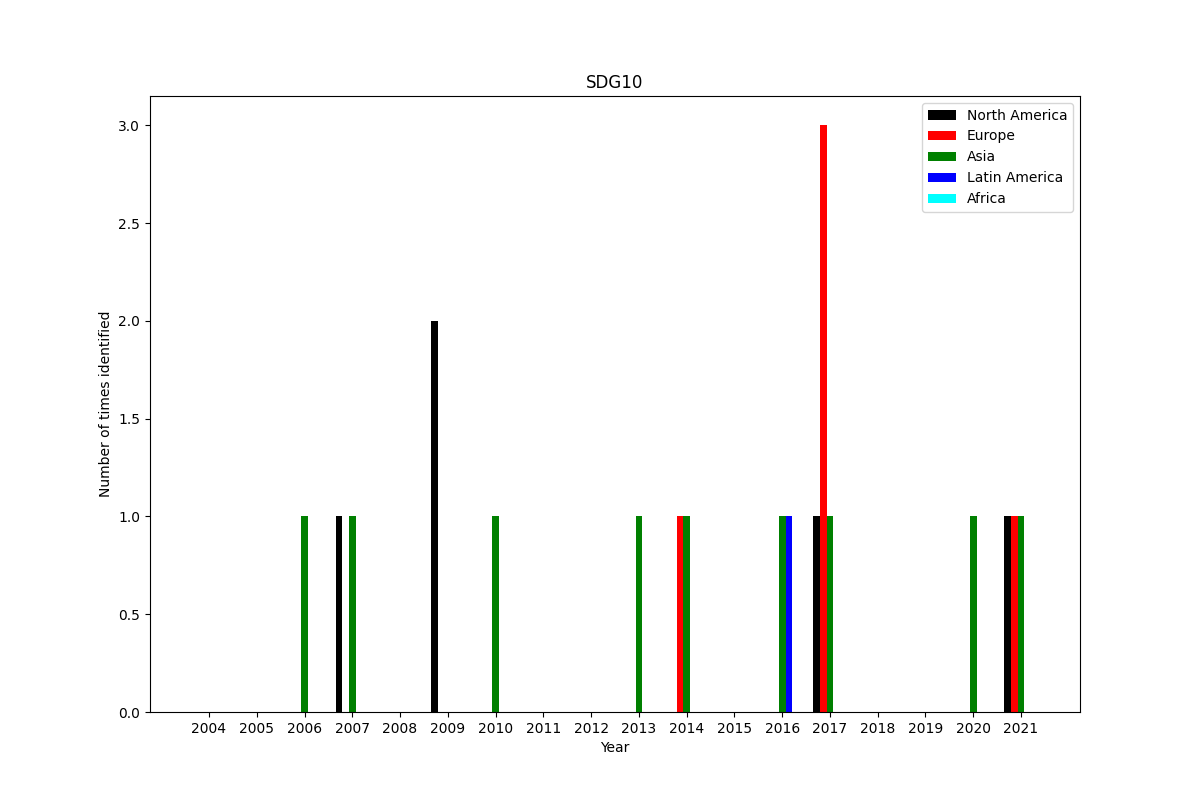 SDG10
North America
Europe
Asia
Latin America
Africa
3.0
2.5
2.0
1.5
1.0
0.5
0.0
Number of times identified
2004 2005 2006 2007 2008 2009 2010 2011 2012 2013 2014 2015 2016 2017 2018 2019 2020 2021
Year